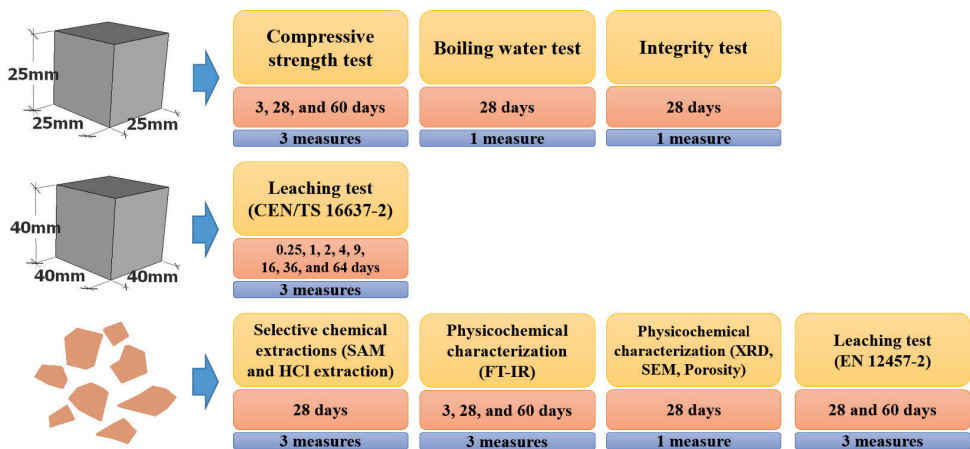 25mm
25mm
25mm
Compressive
strength test
3, 28, and 60 days
3 measures
Boiling water test
28 days
1 measure
Integrity test
28 days
1 measure
40mm
40mm
40mm
Leaching test
(CEN/TS 16637-2)
0.25, 1, 2, 4, 9,
16, 36, and 64 days
3 measures
Selective chemical
extractions (SAM
and HCl extraction)
28 days
3 measures
Physicochemical
characterization
(FT-IR)
3, 28, and 60 days
3 measures
Physicochemical
characterization (XRD,
SEM, Porosity)
28 days
1 measure
Leaching test
(EN 12457-2)
28 and 60 days
3 measures